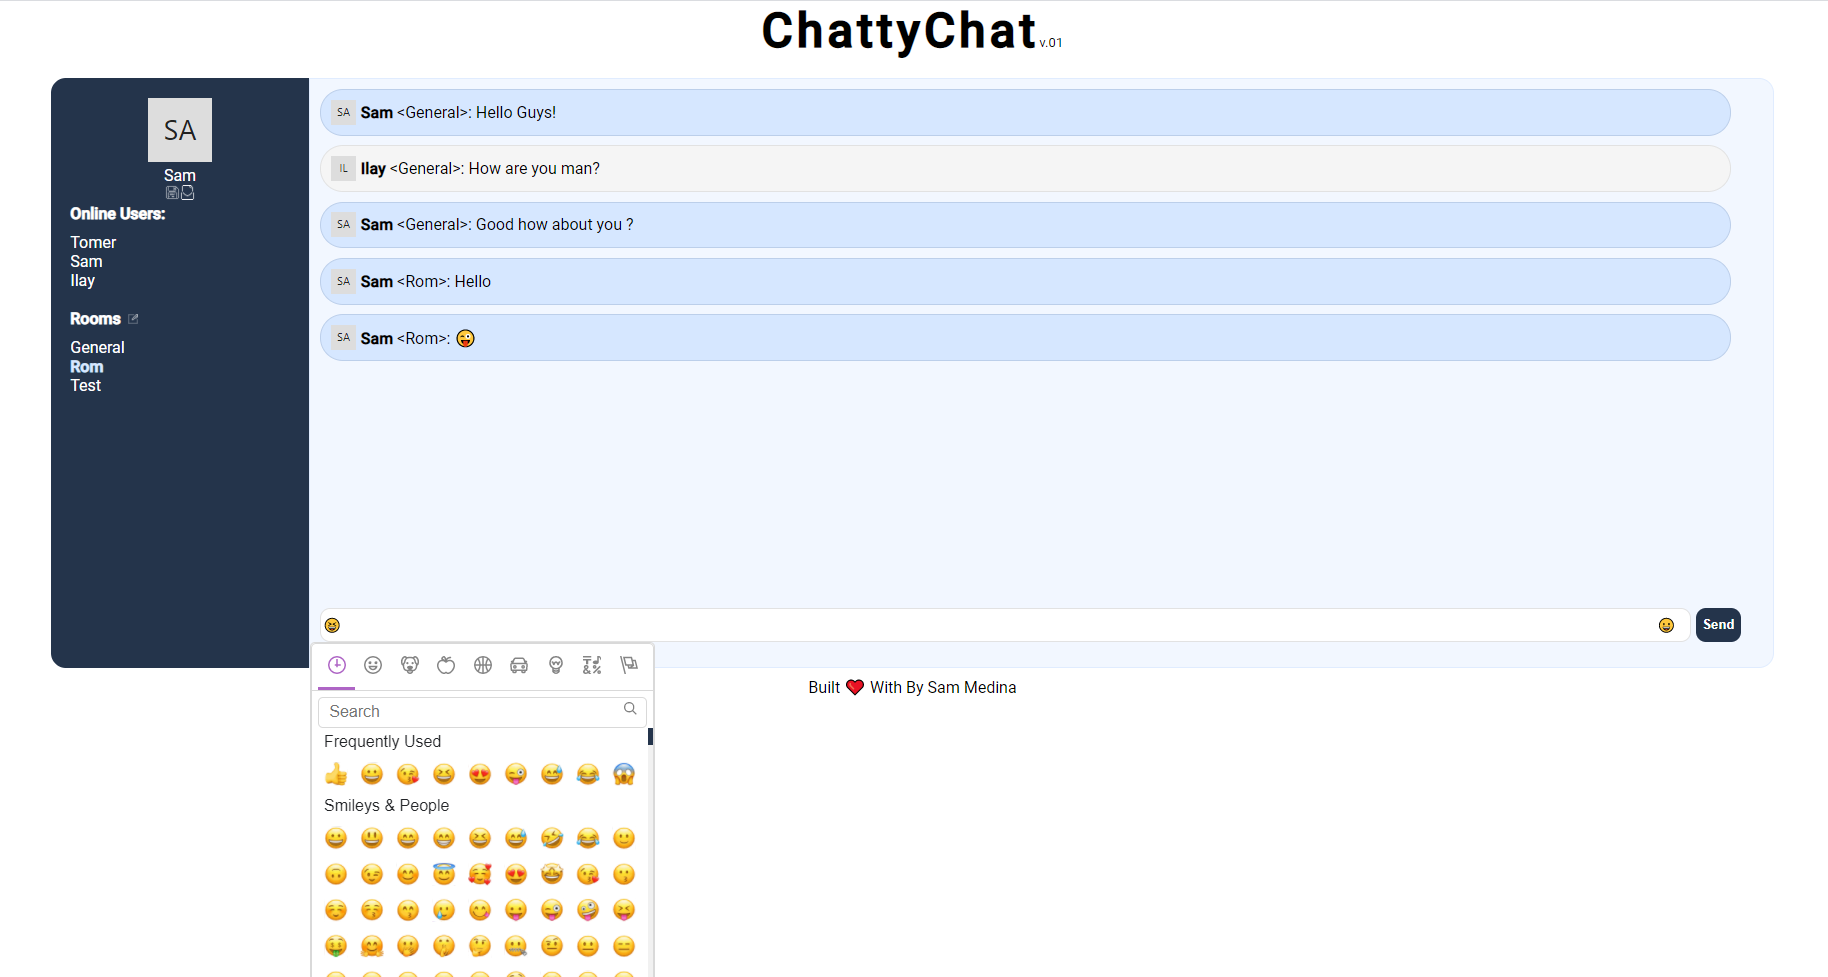 ChattyChat v.01
SA
Sam
Online Users:
Tomer
Sam
Ilay
Rooms
General
Rom
Test
SA Sam <General>: Hello Guys!
IL Ilay <General>: How are you man?
SA Sam <General>: Good how about you ?
SA Sam <Rom>: Hello
SA Sam <Rom>: 😜
😆 Send
Search
Frequently Used
Smileys & People
Built ❤️ With By Sam Medina